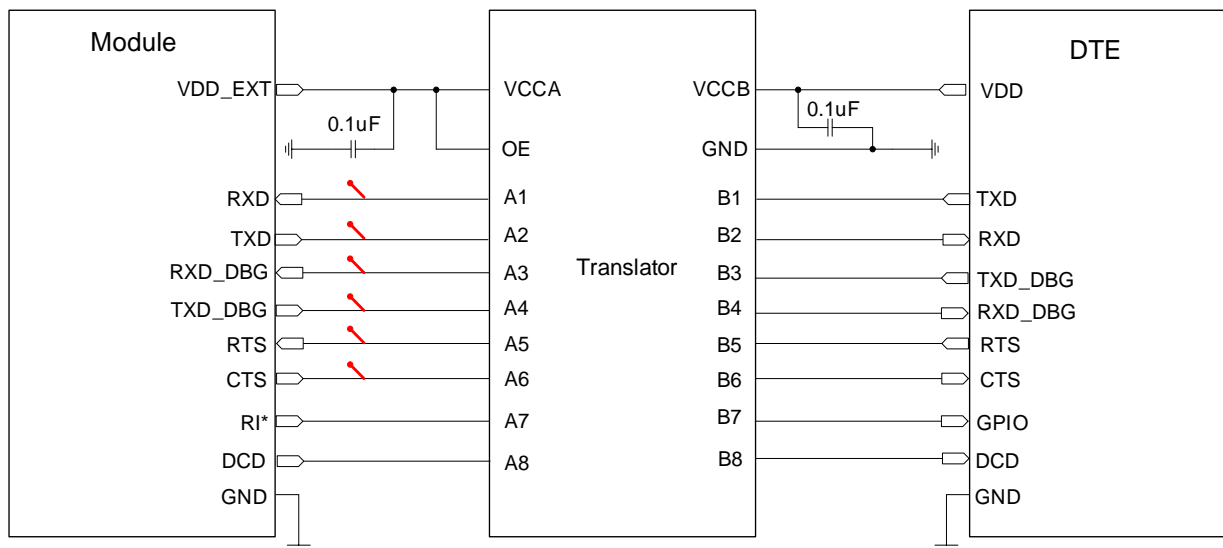 Module
DTE
VDD_EXT
VCCA
VCCB
VDD
0.1uF
0.1uF
OE
GND
RXD
A1
B1
TXD
TXD
A2
B2
RXD
Translator
RXD_DBG
A3
B3
TXD_DBG
TXD_DBG
A4
B4
RXD_DBG
RTS
A5
B5
RTS
CTS
A6
B6
CTS
RI*
A7
B7
GPIO
DCD
A8
B8
DCD
GND
GND